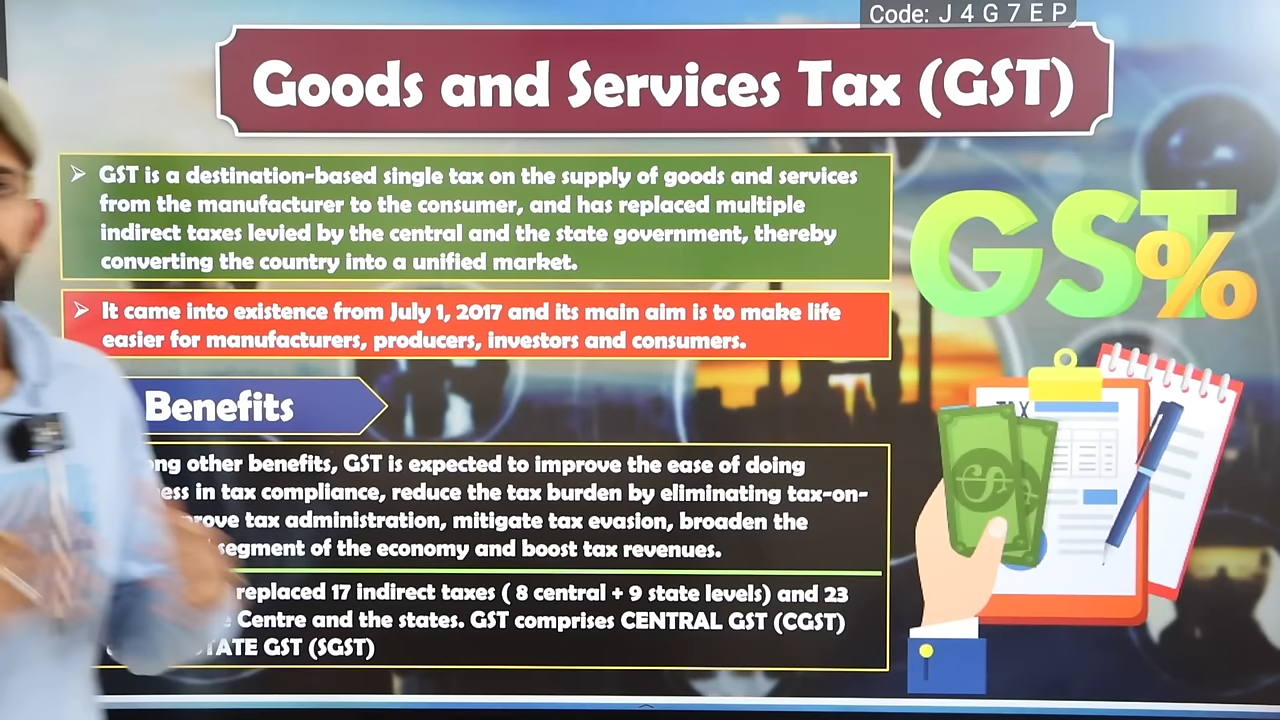 Code: J 4 G 7 E P
Goods and Services Tax (GST)
GST is a destination-based single tax on the supply of goods and services
from the manufacturer to the consumer, and has replaced multiple
indirect taxes levied by the central and the state government, thereby
converting the country into a unified market.
GST%
It came into existence from July 1, 2017 and its main aim is to make life
easier for manufacturers, producers, investors and consumers.
TAX
Benefits
other benefits, GST is expected to improve the ease of doing
in tax compliance, reduce the tax burden by eliminating tax-on-
tax administration, mitigate tax evasion, broaden the
segment of the economy and boost tax revenues.
replaced 17 indirect taxes ( 8 central + 9 state levels) and 23
Centre and the states. GST comprises CENTRAL GST (CGST)
GST (SGST)